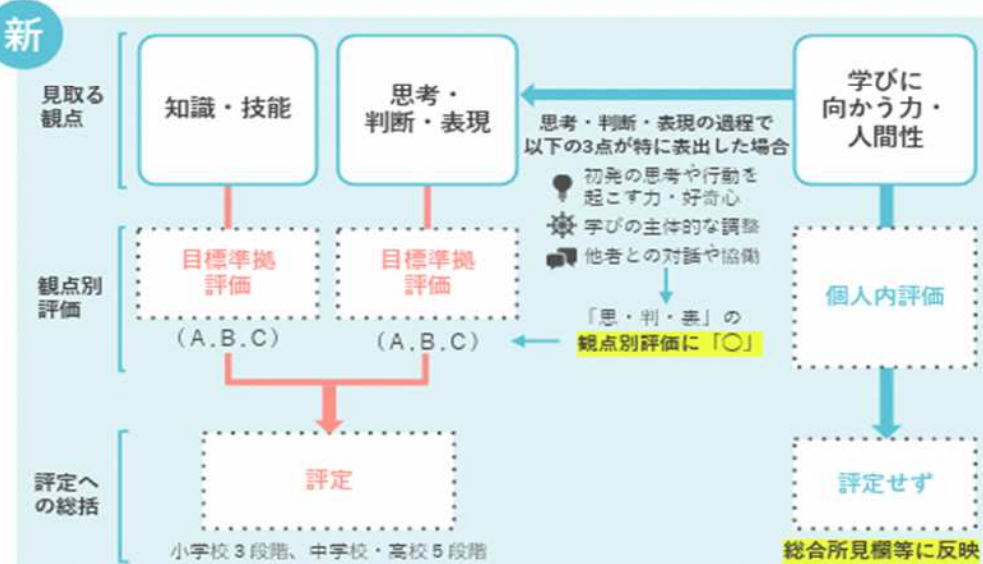 新
見取る
観点
知識・技能
思考・
判断・表現
学びに
向かう力・
人間性
思考・判断・表現の過程で
以下の3点が特に表出した場合
初発の思考や行動を
起こす力・好奇心
学びの主体的な調整
他者との対話や協働
観点別
評価
目標準拠
評価
(A.B.C)
目標準拠
評価
(A.B.C)
「思・判・表」の
観点別評価に「○」
個人内評価
評定へ
の総括
評定
小学校3段階、中学校・高校5段階
評定せず
総合所見欄等に反映